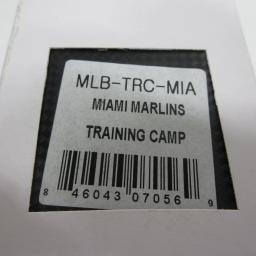 MLB-TRC-MIA
MIAMI MARLINS
TRAINING CAMP
8 46043 07056 9